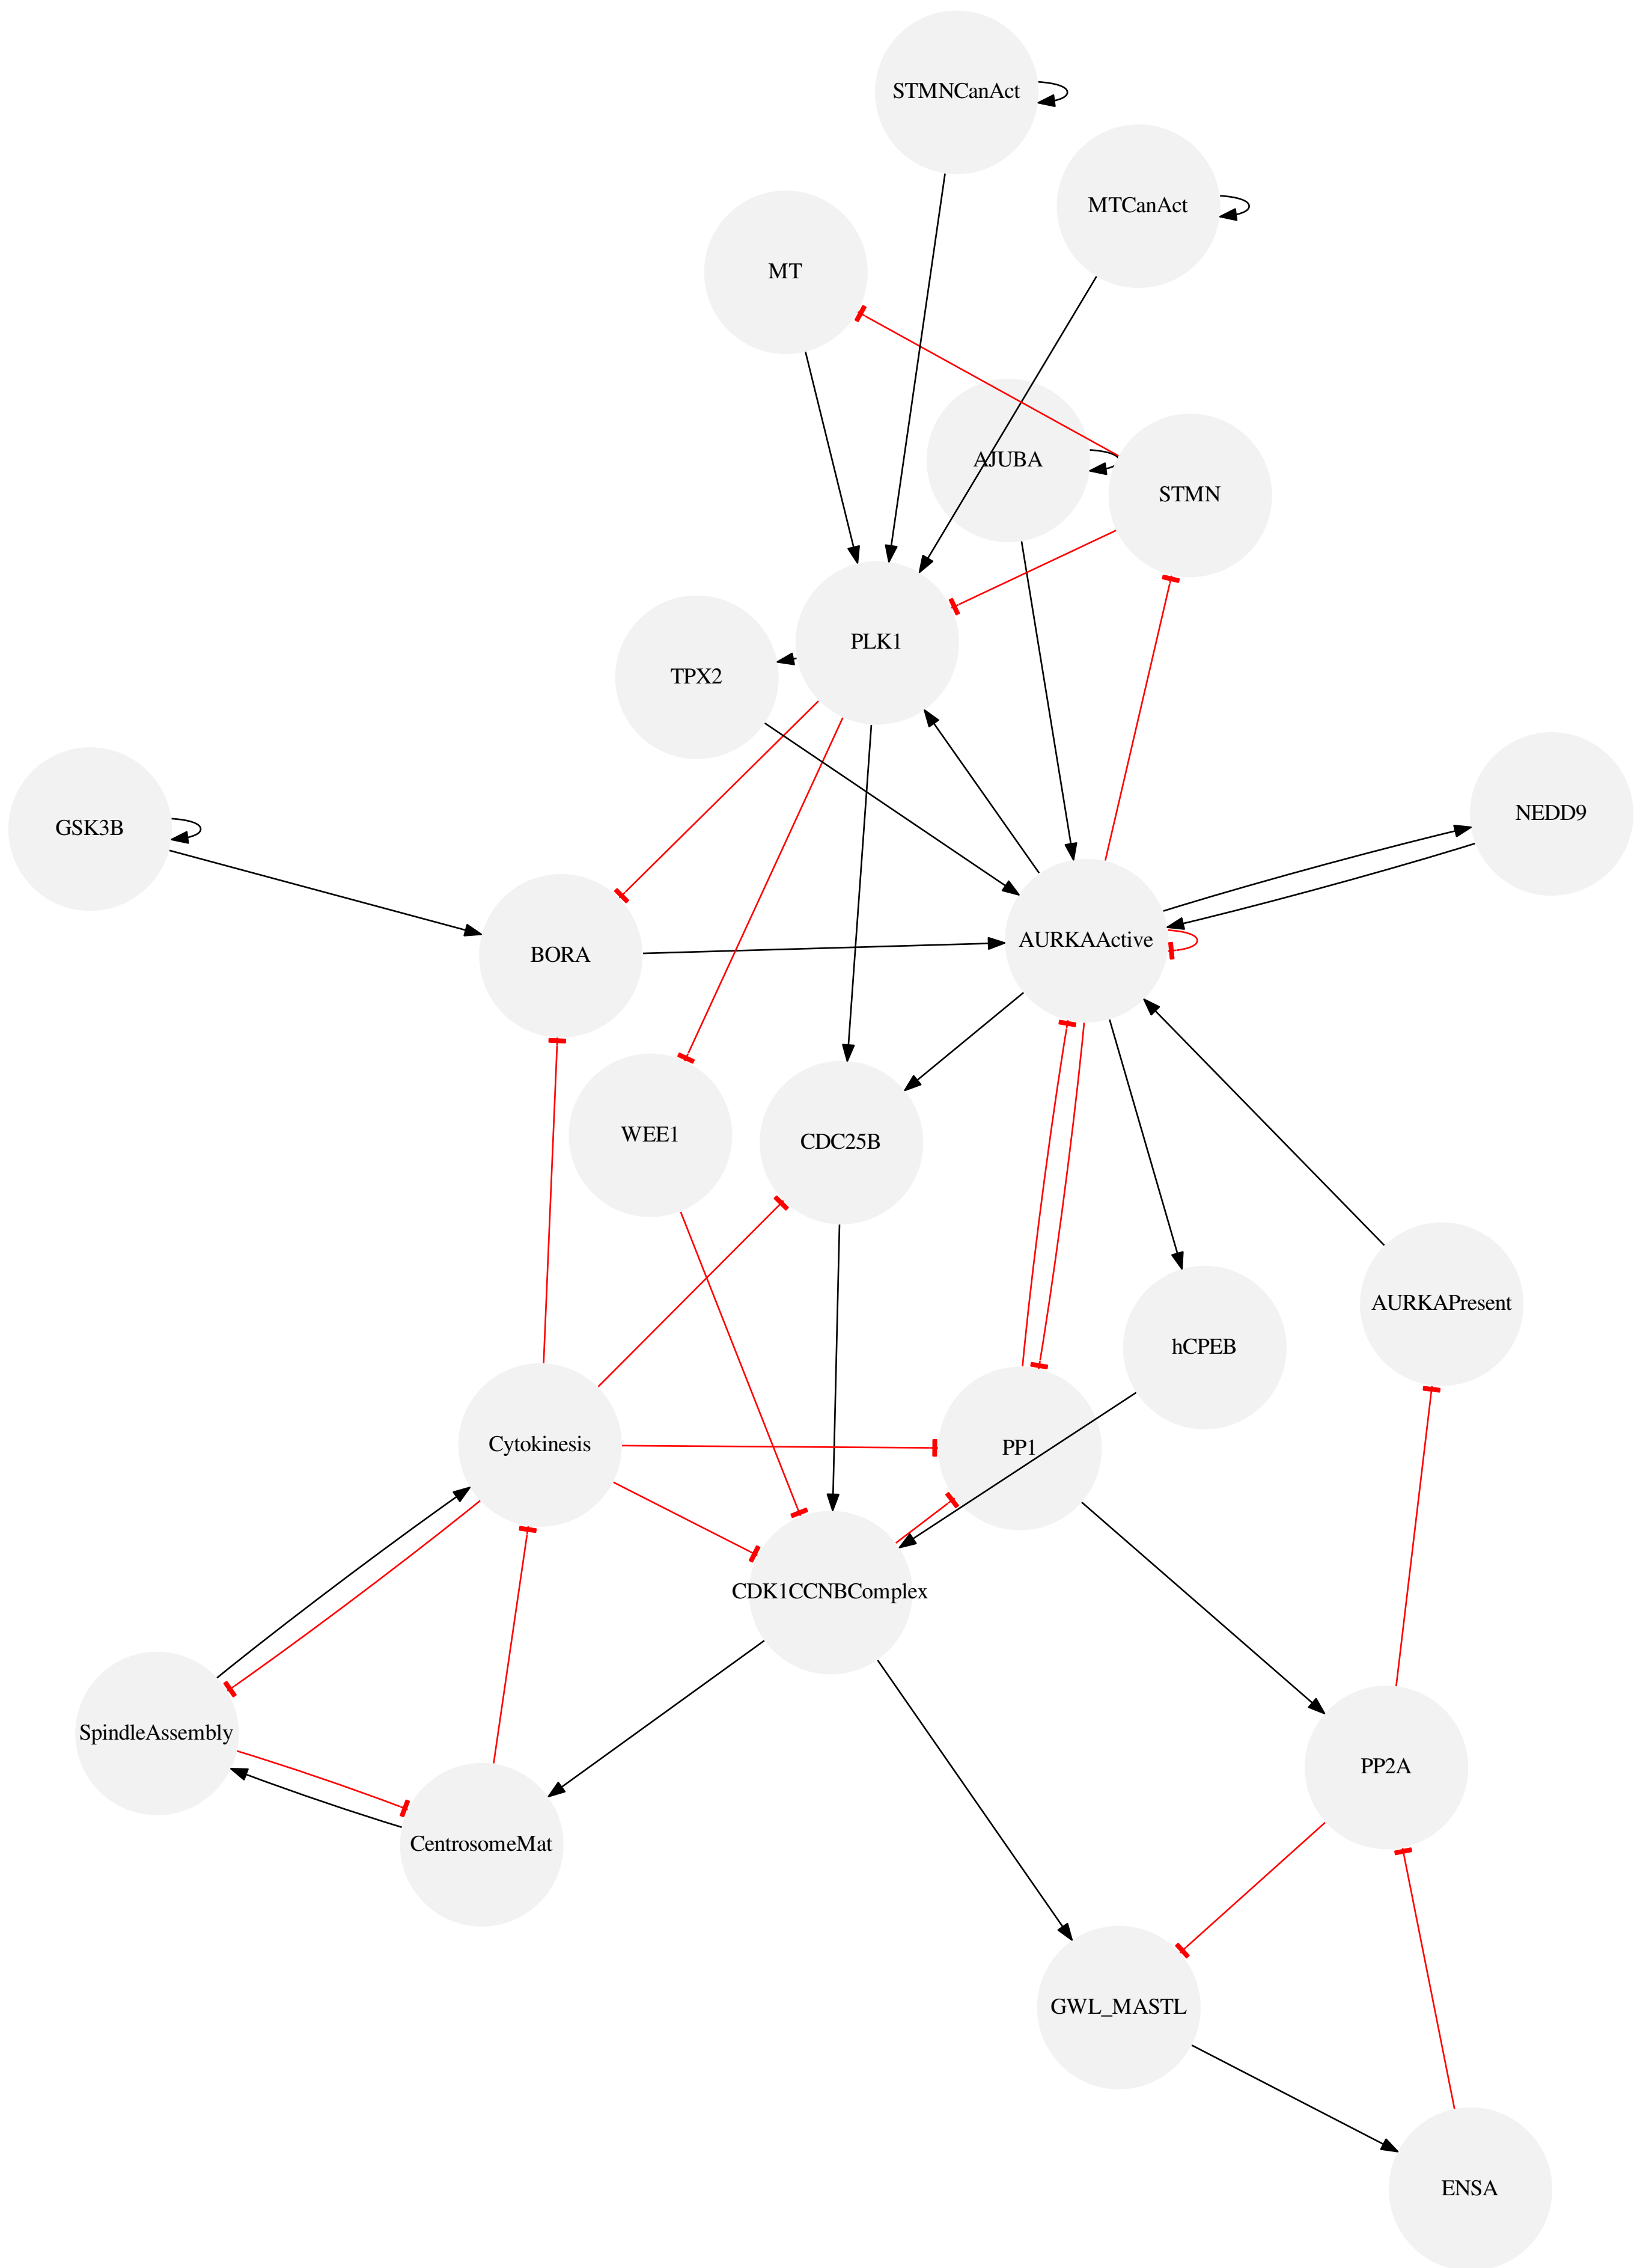 STMNCanAct
MTCanAct
MT
AJUBA
STMN
PLK1
TPX2
NEDD9
GSK3B
AURKAActive
BORA
WEE1
CDC25B
AURKAPresent
hCPEB
Cytokinesis
PP1
CDK1CCNBComplex
SpindleAssembly
PP2A
CentrosomeMat
GWL_MASTL
ENSA